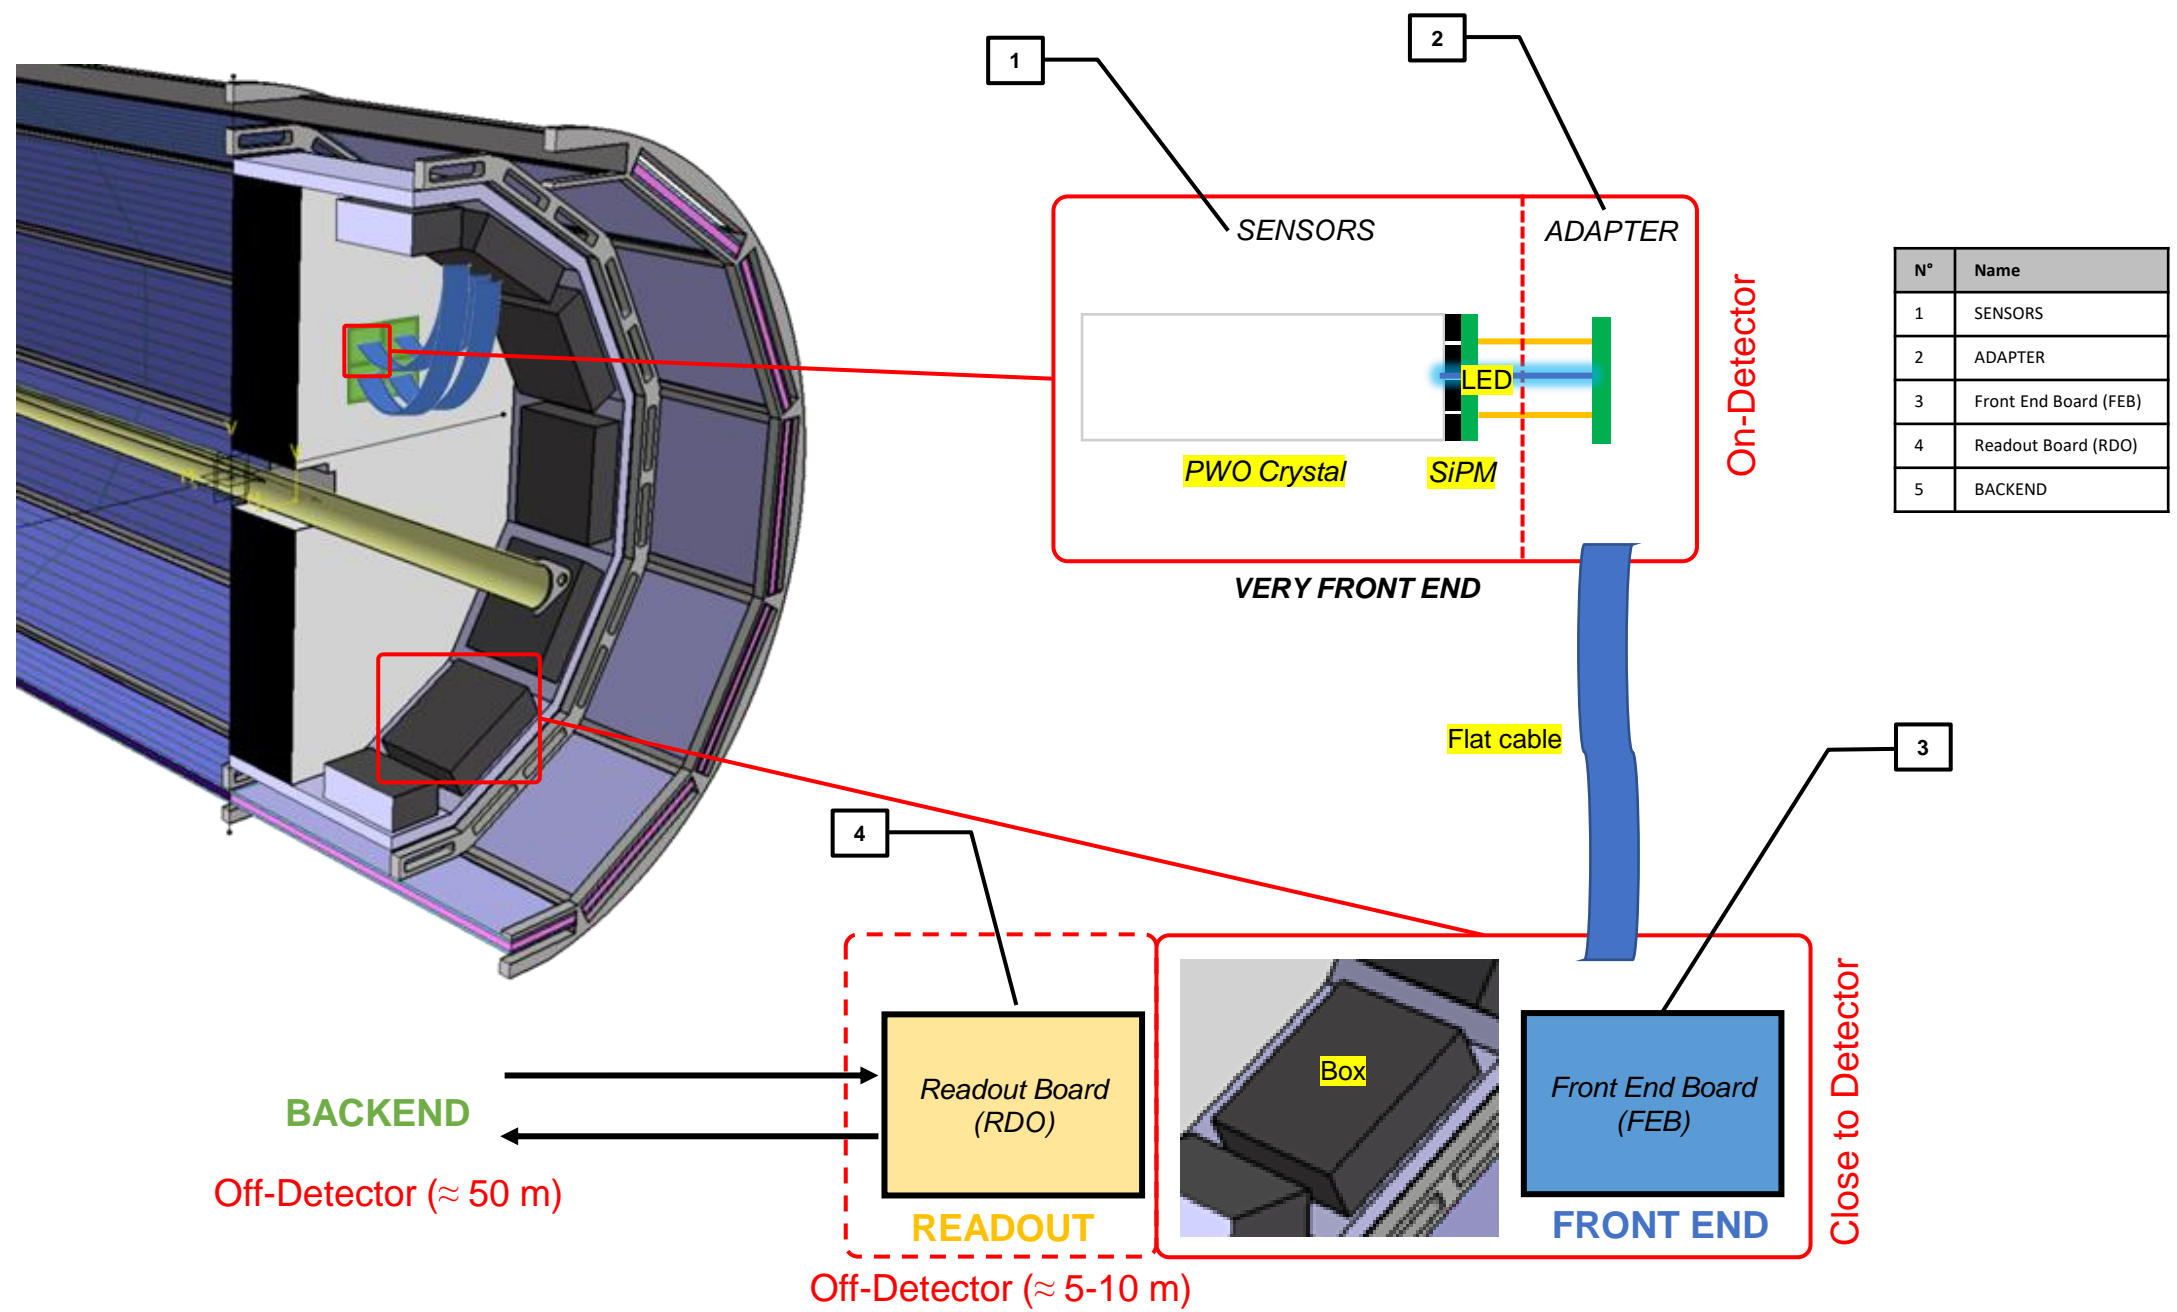 1
2
SENSORS
ADAPTER
LED
PWO Crystal
SiPM
On-Detector
VERY FRONT END
N° Name
1 SENSORS
2 ADAPTER
3 Front End Board (FEB)
4 Readout Board (RDO)
5 BACKEND
Flat cable
3
4
BACKEND
Off-Detector (≈ 50 m)
Readout Board
(RDO)
READOUT
Off-Detector (≈ 5-10 m)
Box
Front End Board
(FEB)
FRONT END
Close to Detector